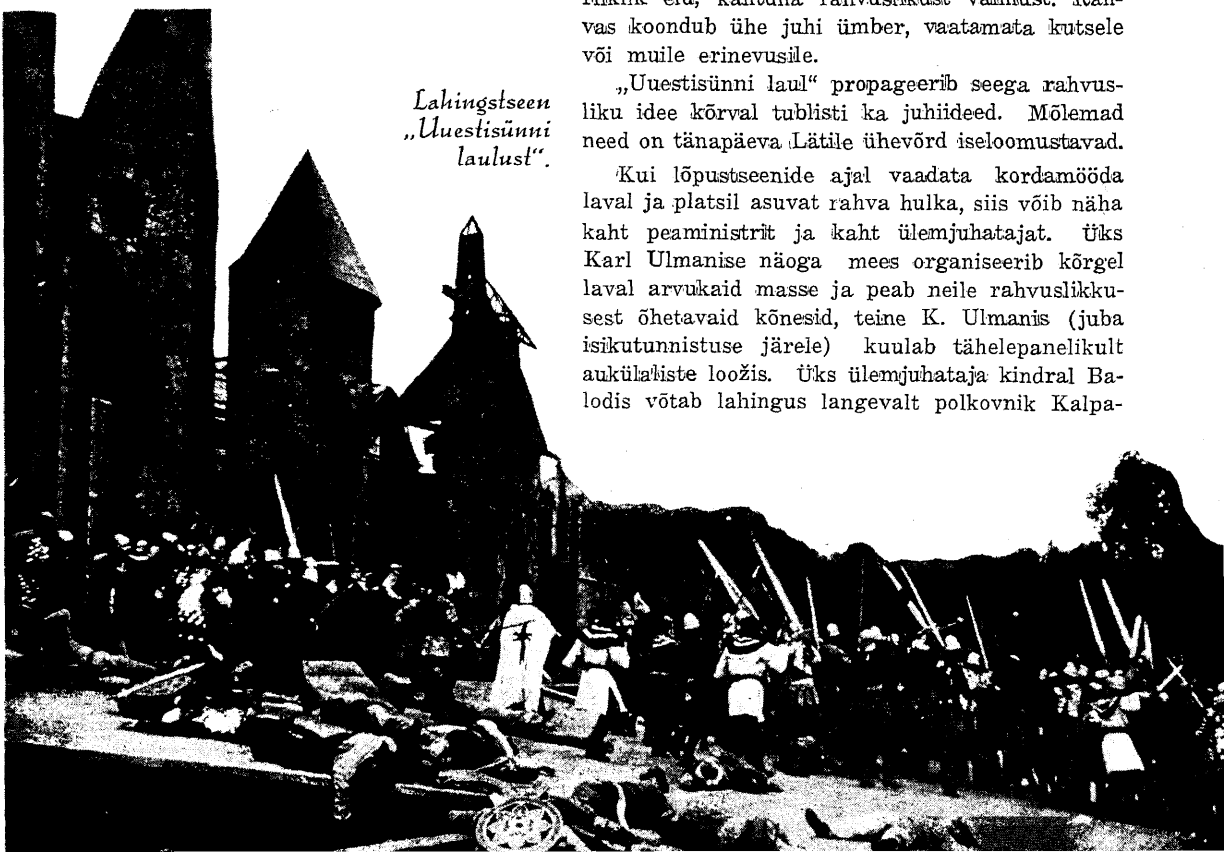 Lahingstseen
„Uuestisünni
laulust“.
vas koondub ühe juhi ümber, vaatamata kutsele
või muile erinevusile.
„Uuestisünni laul“ propageerib seega rahvus-
liku idee kõrval tublisti ka juhiideed. Mõlemad
need on tänapäeva Lätile ühevõrd iseloomustavad.
Kui lõpustseenide ajal vaadata kordamööda
laval ja platsil asuvat rahva hulka, siis võib näha
kaht peaministrit ja kaht ülemjuhatajat. Üks
Karl Ulmanise näoga mees organiseerib kõrgel
laval arvukaid masse ja peab neile rahvuslikku-
sest õhetavaid kõnesid, teine K. Ulmanis (juba
isikutunnistuse järele) kuulab tähelepanelikult
aukülaliste loožis. Üks ülemjuhataja kindral Ba-
lodis võtab lahingus langevalt polkovnik Kalpa-